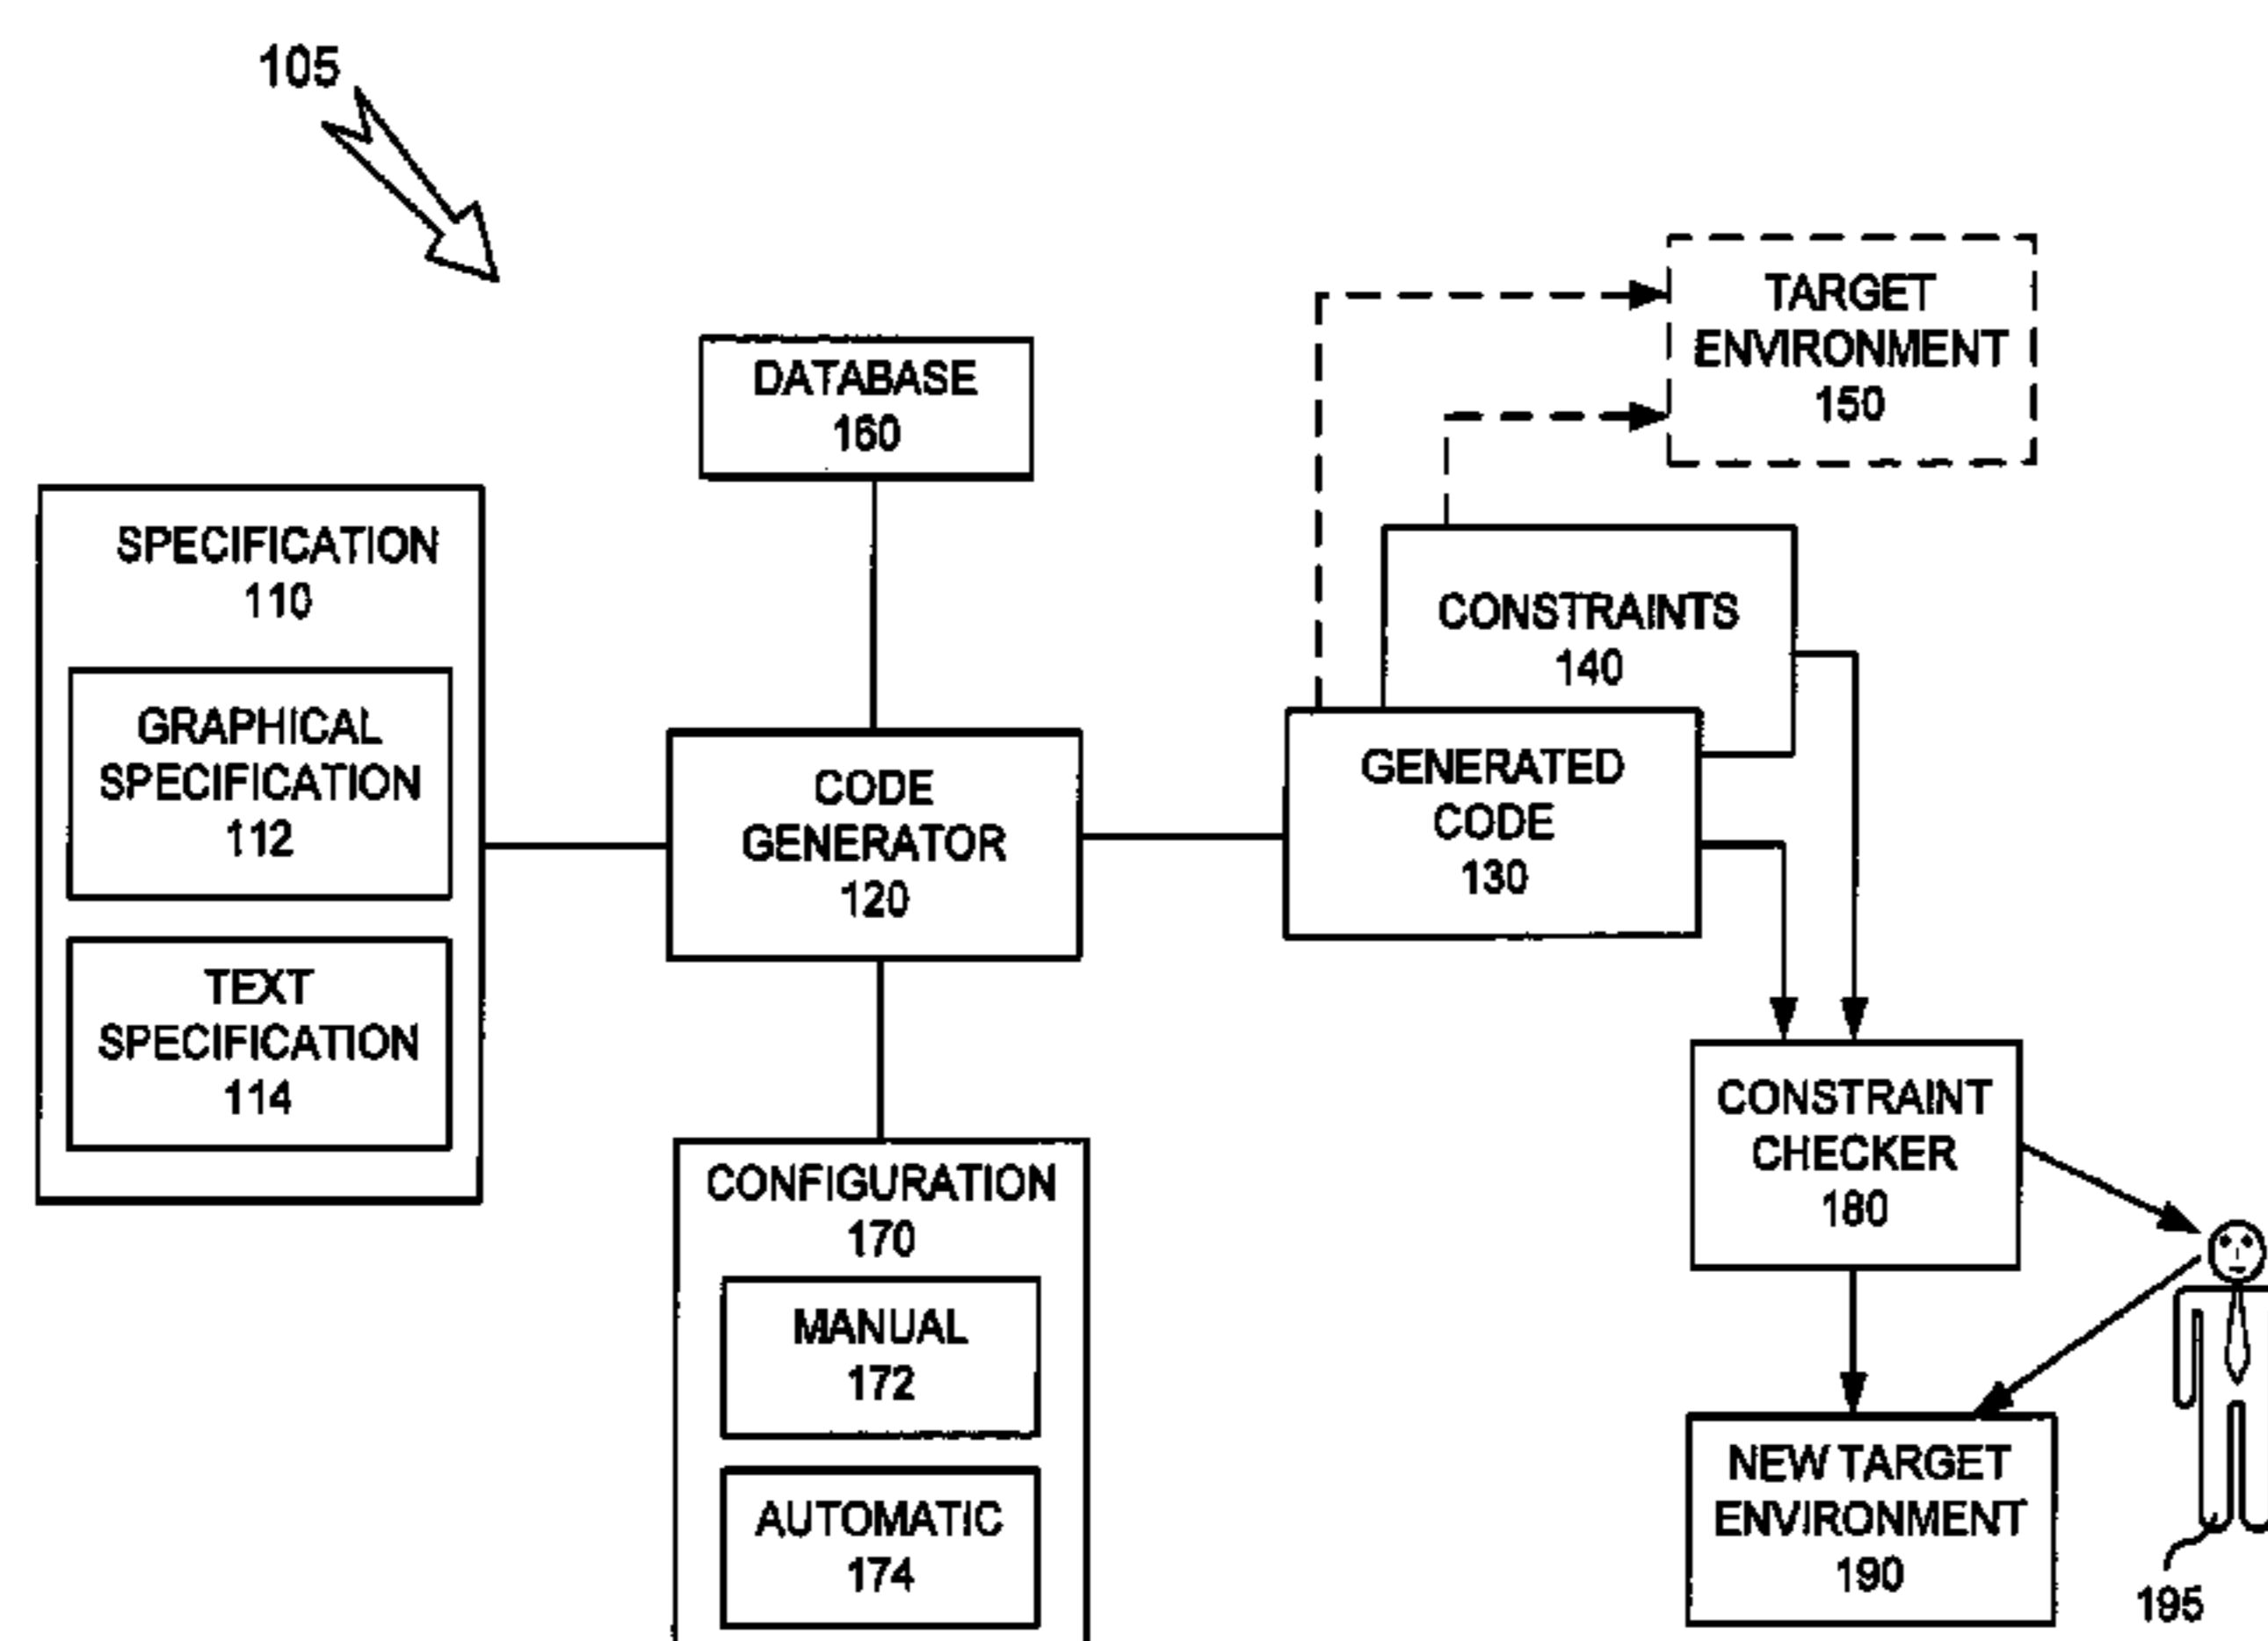 105
TARGET
ENVIRONMENT
150
DATABASE
160
SPECIFICATION
110
GRAPHICAL
SPECIFICATION
112
TEXT
SPECIFICATION
114
CODE
GENERATOR
120
CONSTRAINTS
140
GENERATED
CODE
130
CONFIGURATION
170
MANUAL
172
AUTOMATIC
174
CONSTRAINT
CHECKER
180
NEW TARGET
ENVIRONMENT
190
195